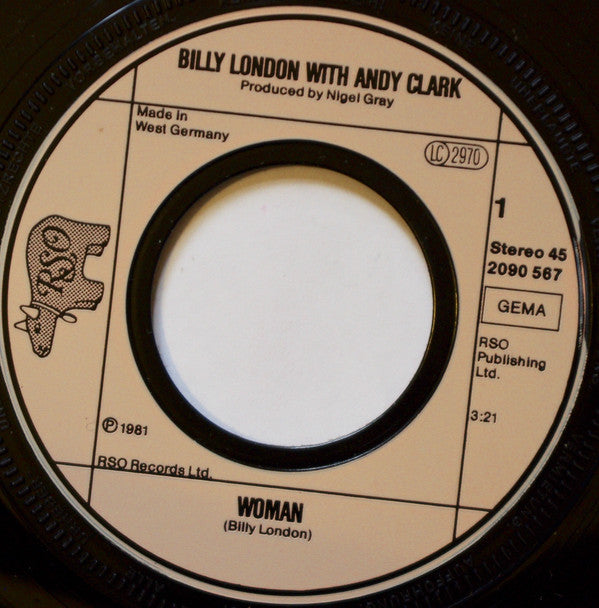 BILLY LONDON WITH ANDY CLARK
Produced by Nigel Gray
Made in
West Germany
LC 2970
1
Stereo 45
2090 567
GEMA
RSO
RSO
Publishing
Ltd.
3:21
℗ 1981
RSO Records Ltd.
WOMAN
(Billy London)